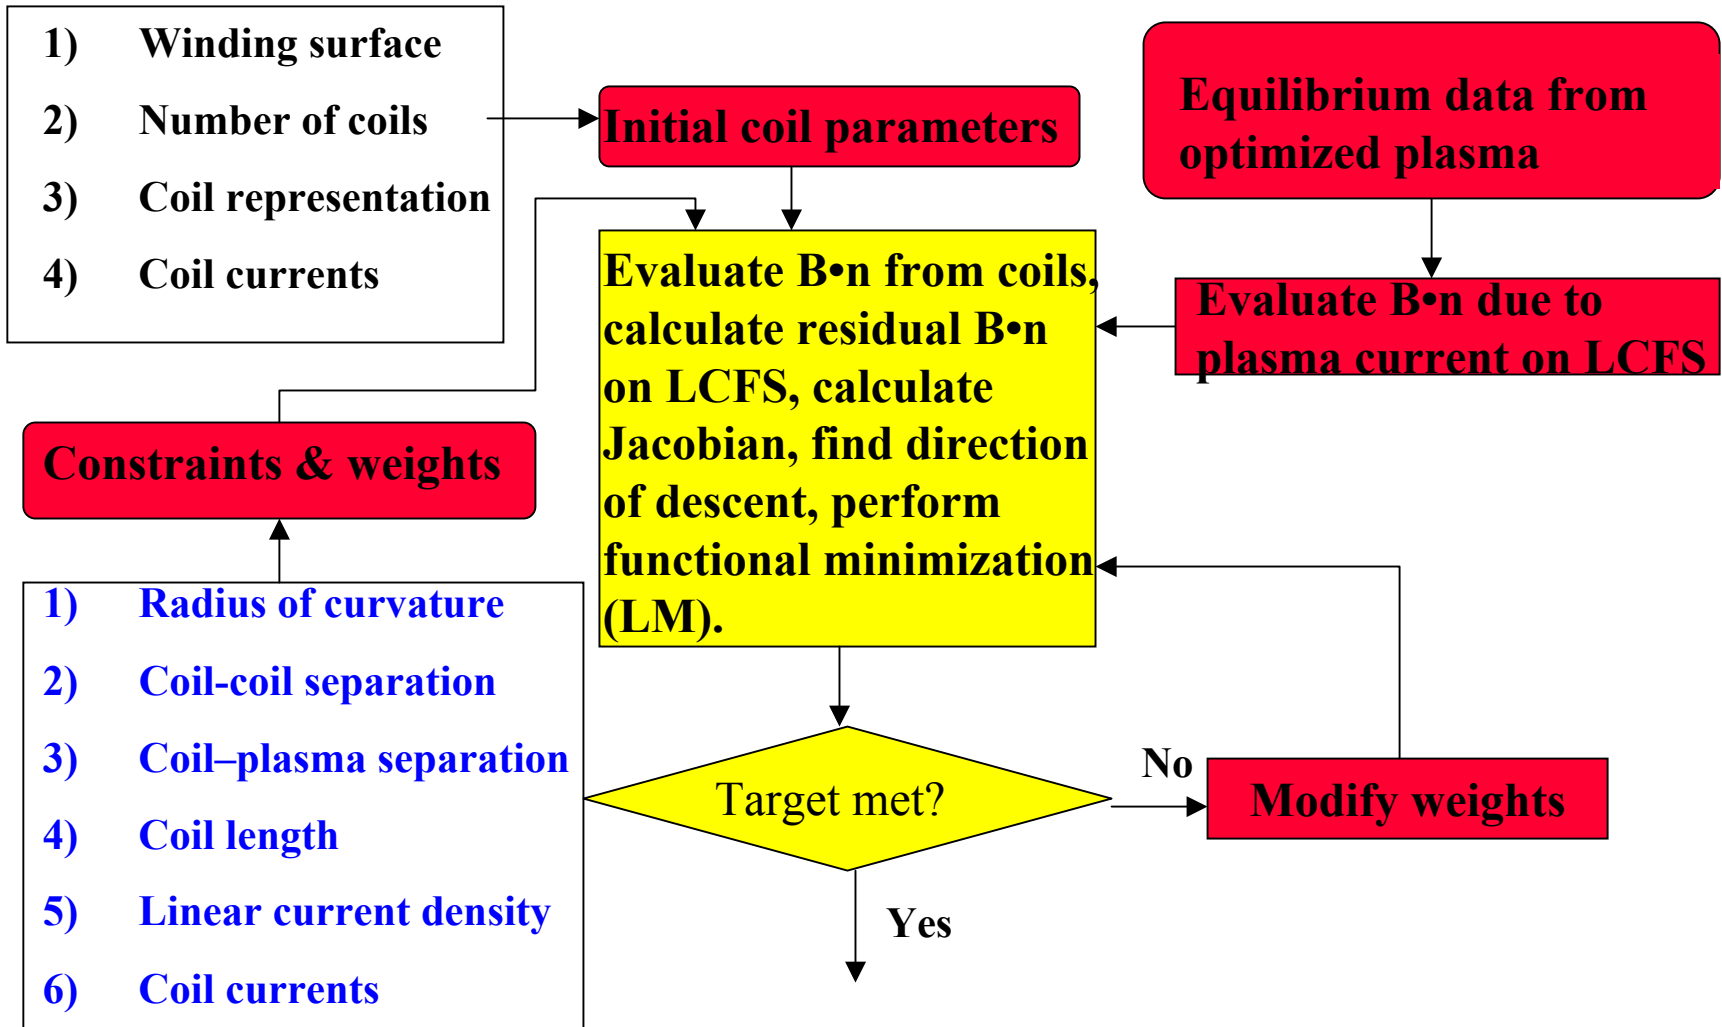 1) Winding surface
2) Number of coils
3) Coil representation
4) Coil currents
Initial coil parameters
Equilibrium data from
optimized plasma
Evaluate B•n due to
plasma current on LCFS
Evaluate B•n from coils,
calculate residual B•n
on LCFS, calculate
Jacobian, find direction
of descent, perform
functional minimization
(LM).
Constraints & weights
1) Radius of curvature
2) Coil-coil separation
3) Coil–plasma separation
4) Coil length
5) Linear current density
6) Coil currents
Target met?
No
Modify weights
Yes